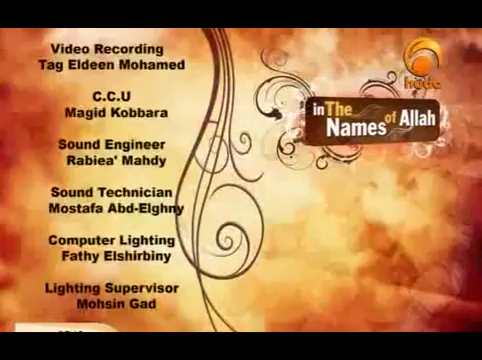 Video Recording
Tag Eldeen Mohamed
C.C.U
Magid Kobbara
Sound Engineer
Rabiea' Mahdy
Sound Technician
Mostafa Abd-Elghny
Computer Lighting
Fathy Elshirbiny
Lighting Supervisor
Mohsin Gad
huda
in The
Names of Allah